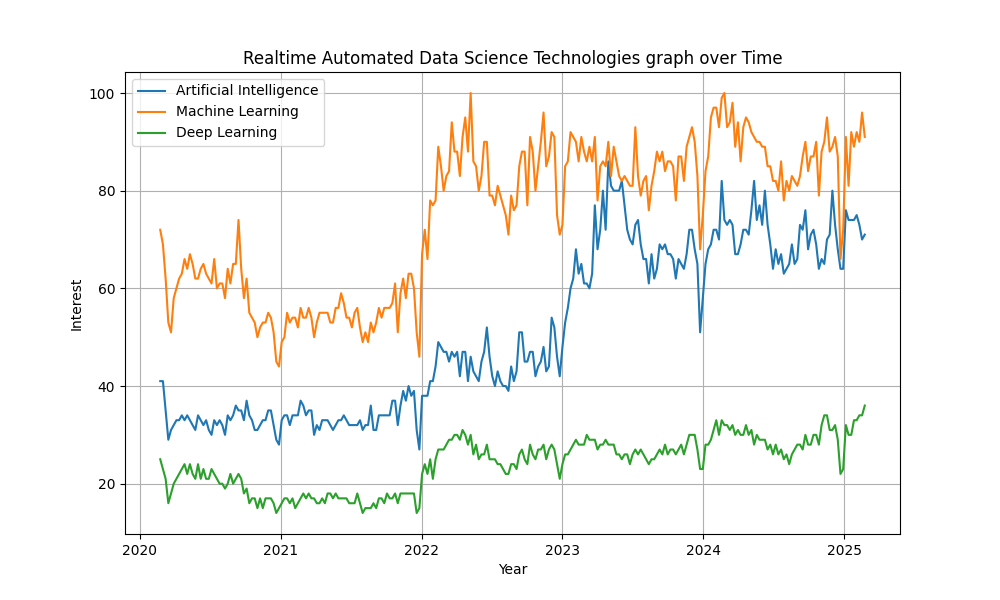 Realtime Automated Data Science Technologies graph over Time
Artificial Intelligence
Machine Learning
Deep Learning
100
80
60
40
20
Interest
2020 2021 2022 2023 2024 2025
Year